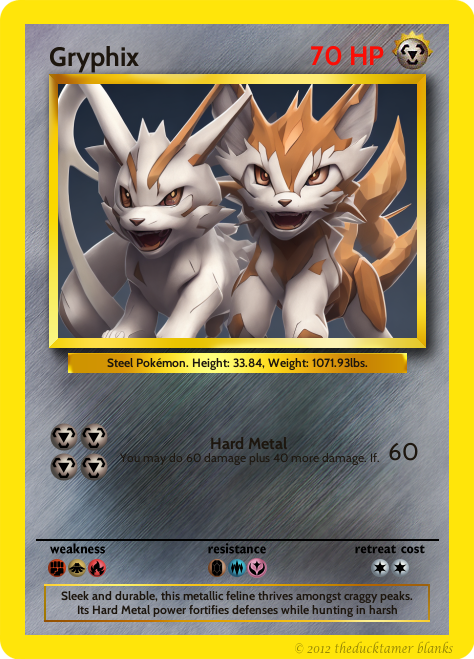 Gryphix 70 HP
Steel Pokémon. Height: 33.84, Weight: 1071.93lbs.
Hard Metal
You may do 60 damage plus 40 more damage. If. 60
weakness resistance retreat cost
Sleek and durable, this metallic feline thrives amongst craggy peaks.
Its Hard Metal power fortifies defenses while hunting in harsh
© 2012 theducktamer blanks